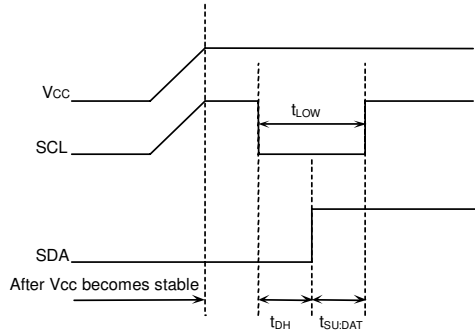 VCC
tLOW
SCL
SDA
After Vcc becomes stable
tDH
tSU:DAT